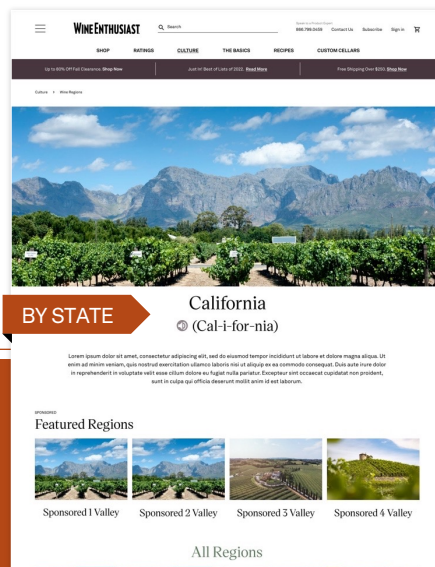 WINE ENTHUSIAST
Search
Speak to a Product Expert
888.798.0458 Contact Us Subscribe Sign in
SHOP RATINGS CULTURE THE BASICS RECIPES CUSTOM CELLARS
Up to 60% Off Fall Clearance. Shop Now
Just In! Best of Lists of 2022. Read More
Free Shipping Over $250. Shop Now
Culture > Wine Regions
BY STATE
California
(Cal-i-for-nia)
Lorem ipsum dolor sit amet, consectetur adipiscing elit, sed do eiusmod tempor incididunt ut labore et dolore magna aliqua. Ut
enim ad minim veniam, quis nostrud exercitation ullamco laboris nisi ut aliquip ex ea commodo consequat. Duis aute irure dolor
in reprehenderit in voluptate velit esse cillum dolore eu fugiat nulla pariatur. Excepteur sint occaecat cupidatat non proident,
sunt in culpa qui officia deserunt mollit anim id est laborum.
SPONSORED
Featured Regions
Sponsored 1 Valley
Sponsored 2 Valley
Sponsored 3 Valley
Sponsored 4 Valley
All Regions